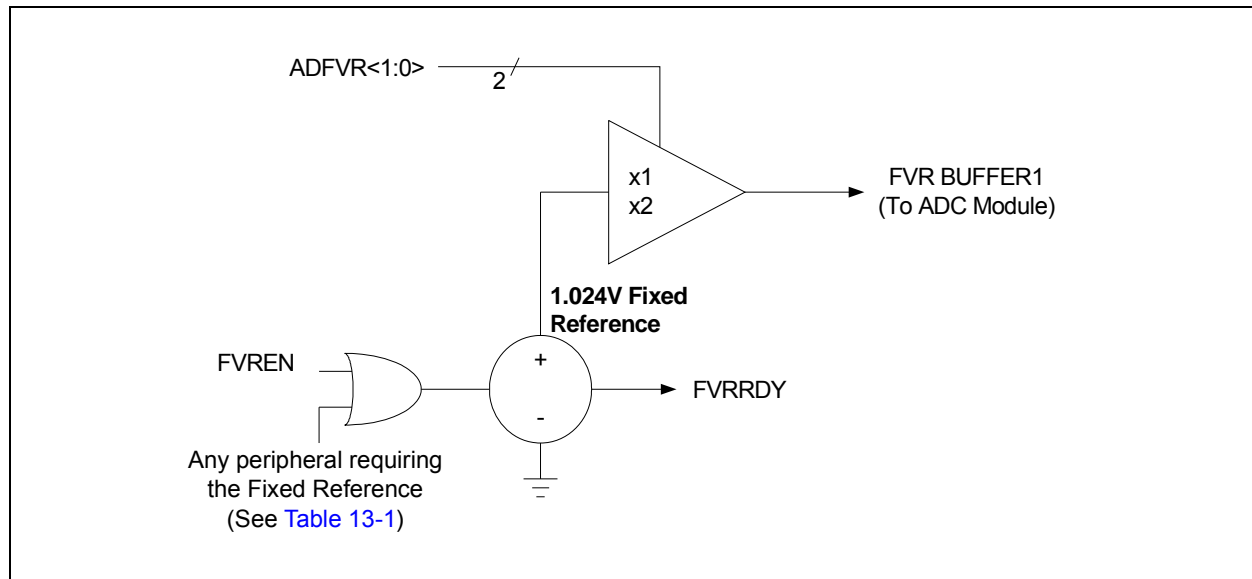 ADFVR<1:0>
2
x1
x2
FVR BUFFER1
(To ADC Module)
1.024V Fixed
Reference
FVREN
+
-
FVRRDY
Any peripheral requiring
the Fixed Reference
(See Table 13-1)